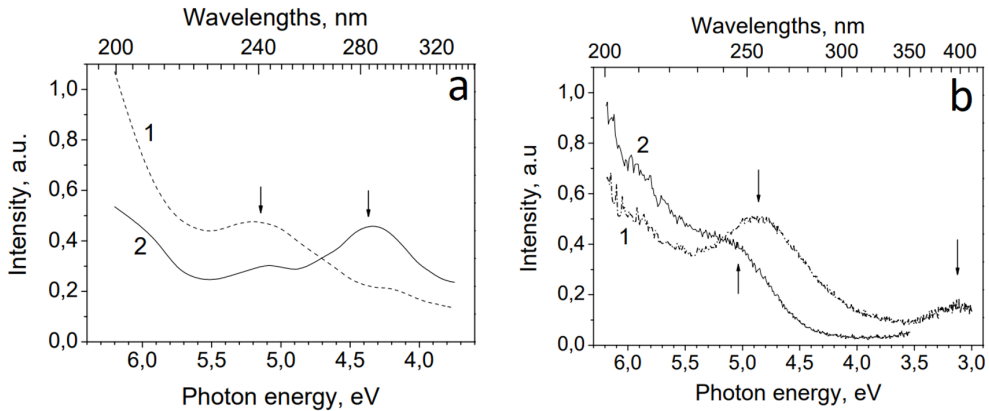 Wavelengths, nm
200 240 280 320
a
1,0
0,8
0,6
0,4
0,2
0,0
1
2
Intensity, a.u.
6,0 5,5 5,0 4,5 4,0
Photon energy, eV
Wavelengths, nm
200 250 300 350 400
b
1,0
0,8
0,6
0,4
0,2
0,0
2
1
Intensity, a.u
6,0 5,5 5,0 4,5 4,0 3,5 3,0
Photon energy, eV